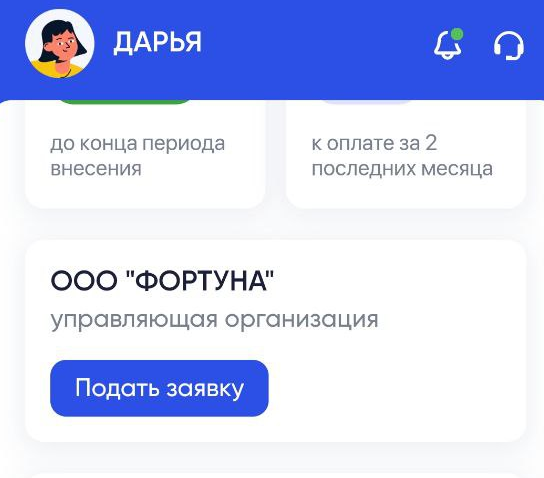 ДАРЬЯ
до конца периода
внесения
к оплате за 2
последних месяца
ООО "ФОРТУНА"
управляющая организация
Подать заявку